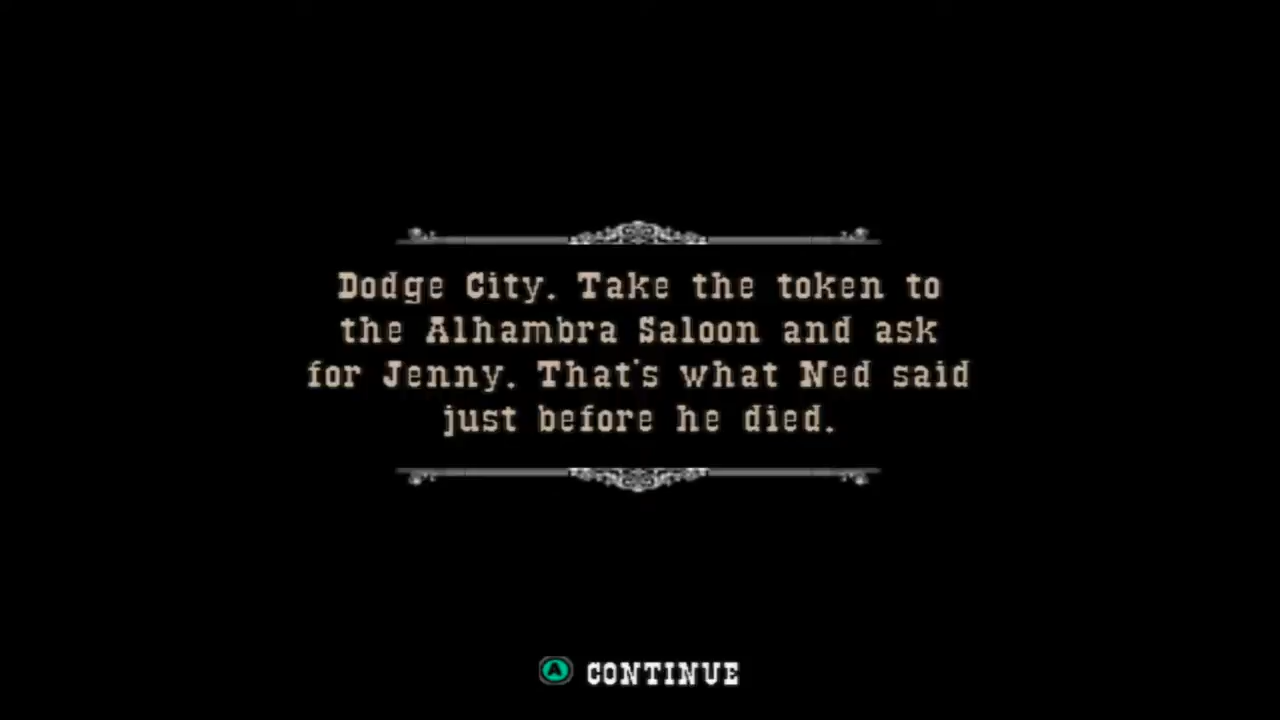 Dodge City. Take the token to
the Alhambra Saloon and ask
for Jenny. That's what Ned said
just before he died.
A CONTINUE